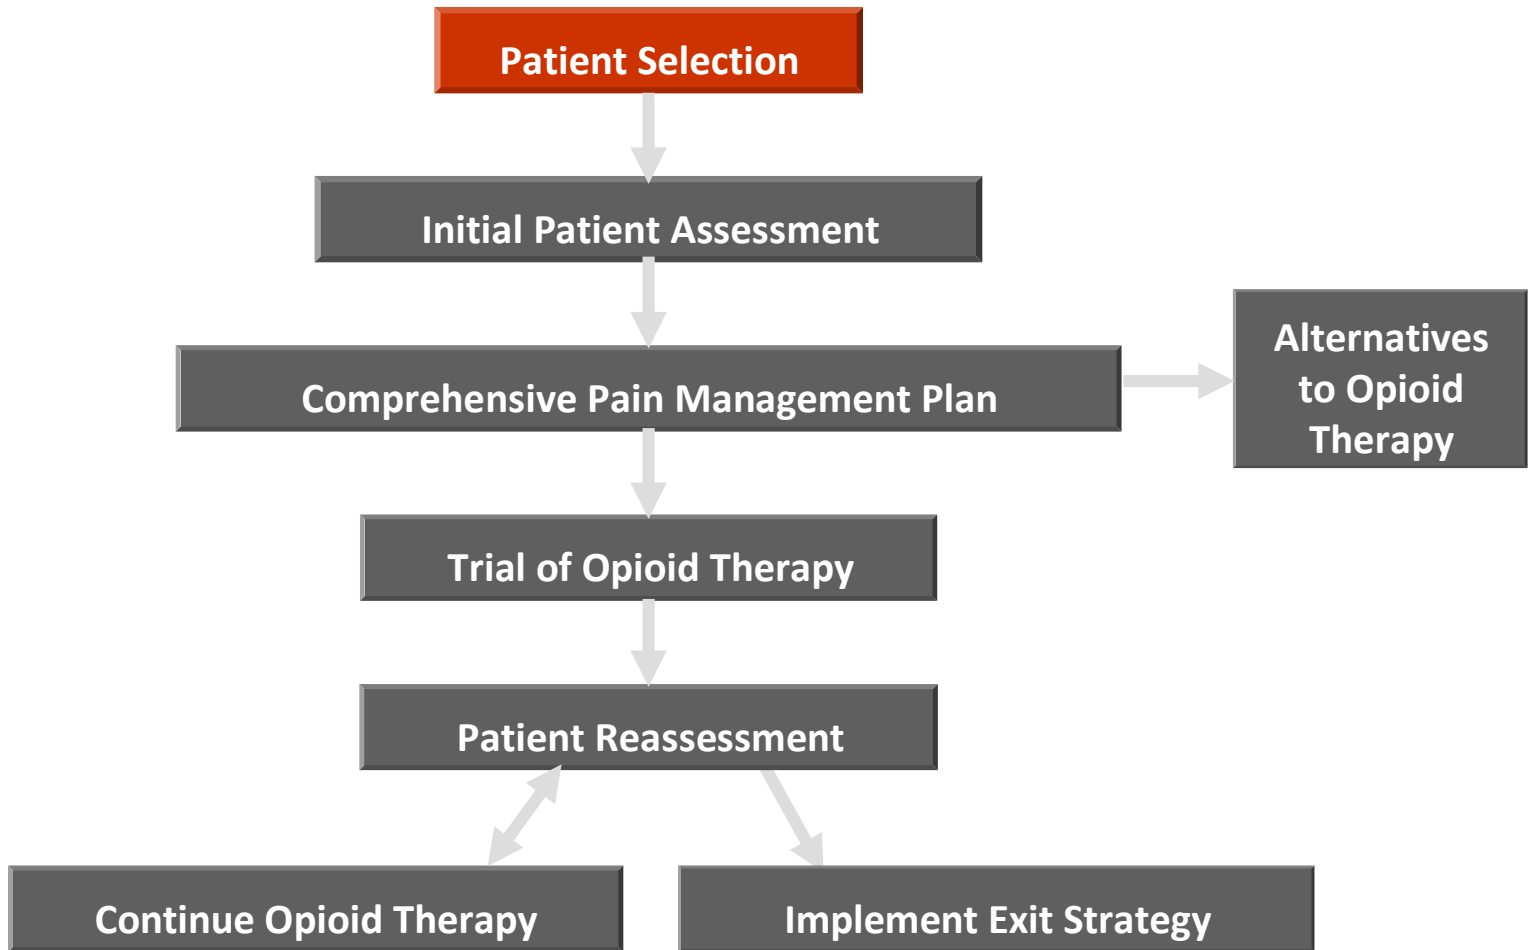 Patient Selection
Initial Patient Assessment
Comprehensive Pain Management Plan
Alternatives
to Opioid
Therapy
Trial of Opioid Therapy
Patient Reassessment
Continue Opioid Therapy
Implement Exit Strategy